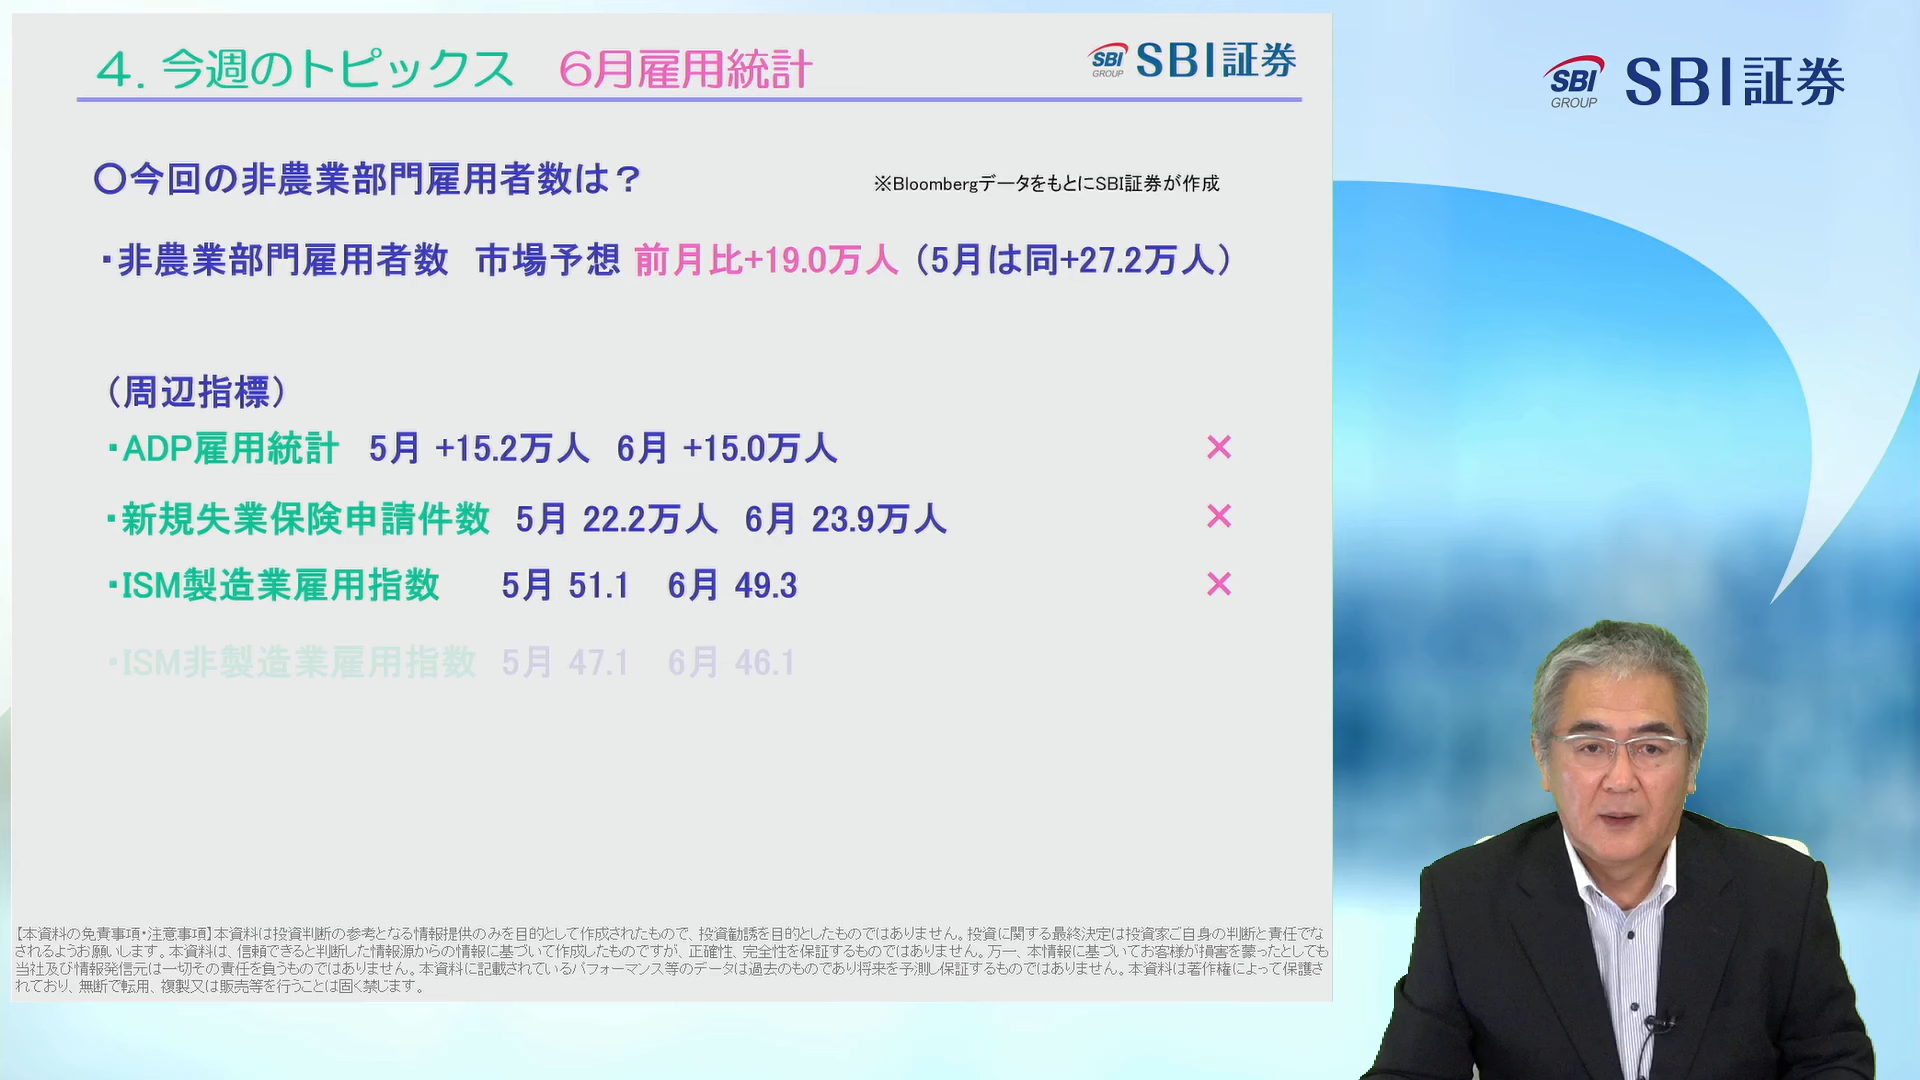 ４．今週のトピックス　６月雇用統計
SBI GROUP SBI証券
SBI GROUP SBI証券
〇今回の非農業部門雇用者数は？
※BloombergデータをもとにSBI証券が作成
・非農業部門雇用者数　市場予想 前月比+19.0万人（5月は同+27.2万人）
（周辺指標）
・ADP雇用統計　5月 +15.2万人　6月 +15.0万人　×
・新規失業保険申請件数　5月 22.2万人　6月 23.9万人　×
・ISM製造業雇用指数　5月 51.1　6月 49.3　×
・ISM非製造業雇用指数　5月 47.1　6月 46.1
【本資料の免責事項・注意事項】本資料は投資判断の参考となる情報提供のみを目的として作成されたもので、投資勧誘を目的としたものではありません。投資に関する最終決定は投資家ご自身の判断と責任でな
されるようお願いします。本資料は、信頼できると判断した情報源からの情報に基づいて作成したものですが、正確性、完全性を保証するものではありません。万一、本情報に基づいてお客様が損害を蒙ったとしても
当社及び情報発信元は一切その責任を負うものではありません。本資料に記載されているパフォーマンス等のデータは過去のものであり将来を予測し保証するものではありません。本資料は著作権によって保護さ
れており、無断で転用、複製又は販売等を行うことは固く禁じます。